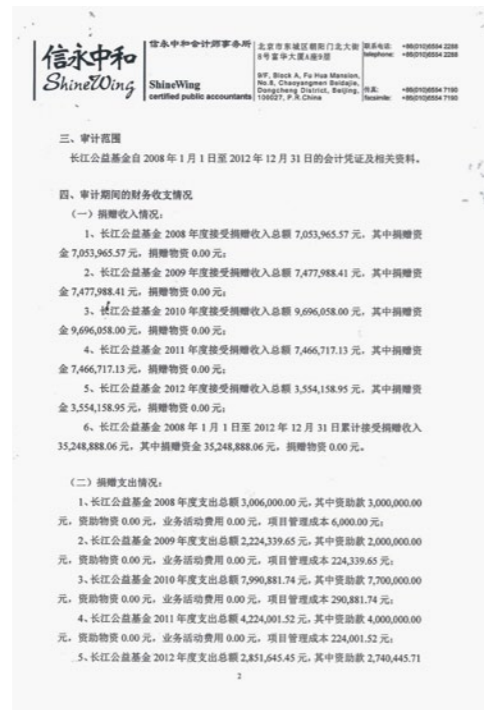 信永中和
ShineWing
信永中和会计师事务所
ShineWing
certified public accountants
北京市东城区朝阳门北大街
8号富华大厦A座9层
9/F, Block A, Fu Hua Mansion,
No.8, Chaoyangmen Beidajie,
Dongcheng District, Beijing,
100027, P.R.China
联系电话: +86(010)6554 2288
telephone: +86(010)6554 2288
传真: +86(010)6554 7190
facsimile: +86(010)6554 7190
三、审计范围
长江公益基金自 2008 年 1 月 1 日至 2012 年 12 月 31 日的会计凭证及相关资料。
四、审计期间的财务收支情况
（一）捐赠收入情况：
1、长江公益基金 2008 年度接受捐赠收入总额 7,053,965.57 元，其中捐赠资
金 7,053,965.57 元，捐赠物资 0.00 元；
2、长江公益基金 2009 年度接受捐赠收入总额 7,477,988.41 元，其中捐赠资
金 7,477,988.41 元，捐赠物资 0.00 元；
3、长江公益基金 2010 年度接受捐赠收入总额 9,696,058.00 元，其中捐赠资
金 9,696,058.00 元，捐赠物资 0.00 元；
4、长江公益基金 2011 年度接受捐赠收入总额 7,466,717.13 元，其中捐赠资
金 7,466,717.13 元，捐赠物资 0.00 元；
5、长江公益基金 2012 年度接受捐赠收入总额 3,554,158.95 元，其中捐赠资
金 3,554,158.95 元，捐赠物资 0.00 元；
6、长江公益基金 2008 年 1 月 1 日至 2012 年 12 月 31 日累计接受捐赠收入
35,248,888.06 元，其中捐赠资金 35,248,888.06 元，捐赠物资 0.00 元。
（二）捐赠支出情况：
1、长江公益基金 2008 年度支出总额 3,006,000.00 元，其中资助款 3,000,000.00
元，资助物资 0.00 元，业务活动费用 0.00 元，项目管理成本 6,000.00 元；
2、长江公益基金 2009 年度支出总额 2,224,339.65 元，其中资助款 2,000,000.00
元，资助物资 0.00 元，业务活动费用 0.00 元，项目管理成本 224,339.65 元；
3、长江公益基金 2010 年度支出总额 7,990,881.74 元，其中资助款 7,700,000.00
元，资助物资 0.00 元，业务活动费用 0.00 元，项目管理成本 290,881.74 元；
4、长江公益基金 2011 年度支出总额 4,224,001.52 元，其中资助款 4,000,000.00
元，资助物资 0.00 元，业务活动费用 0.00 元，项目管理成本 224,001.52 元；
5、长江公益基金 2012 年度支出总额 2,851,645.45 元，其中资助款 2,740,445.71
2